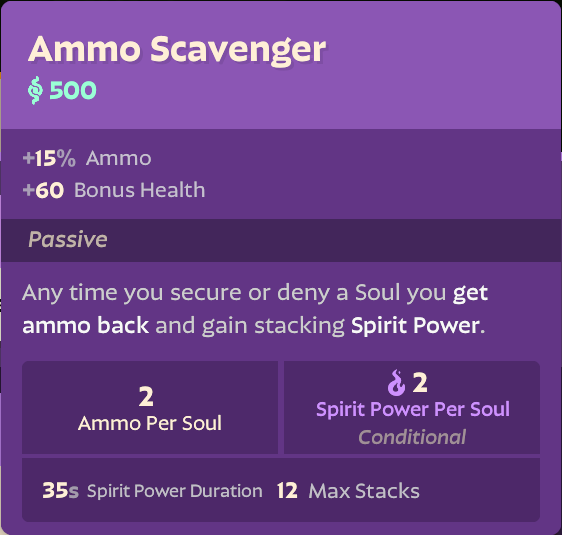 Ammo Scavenger
500
+15% Ammo
+60 Bonus Health
Passive
Any time you secure or deny a Soul you get
ammo back and gain stacking Spirit Power.
2
Ammo Per Soul
2
Spirit Power Per Soul
Conditional
35s Spirit Power Duration 12 Max Stacks